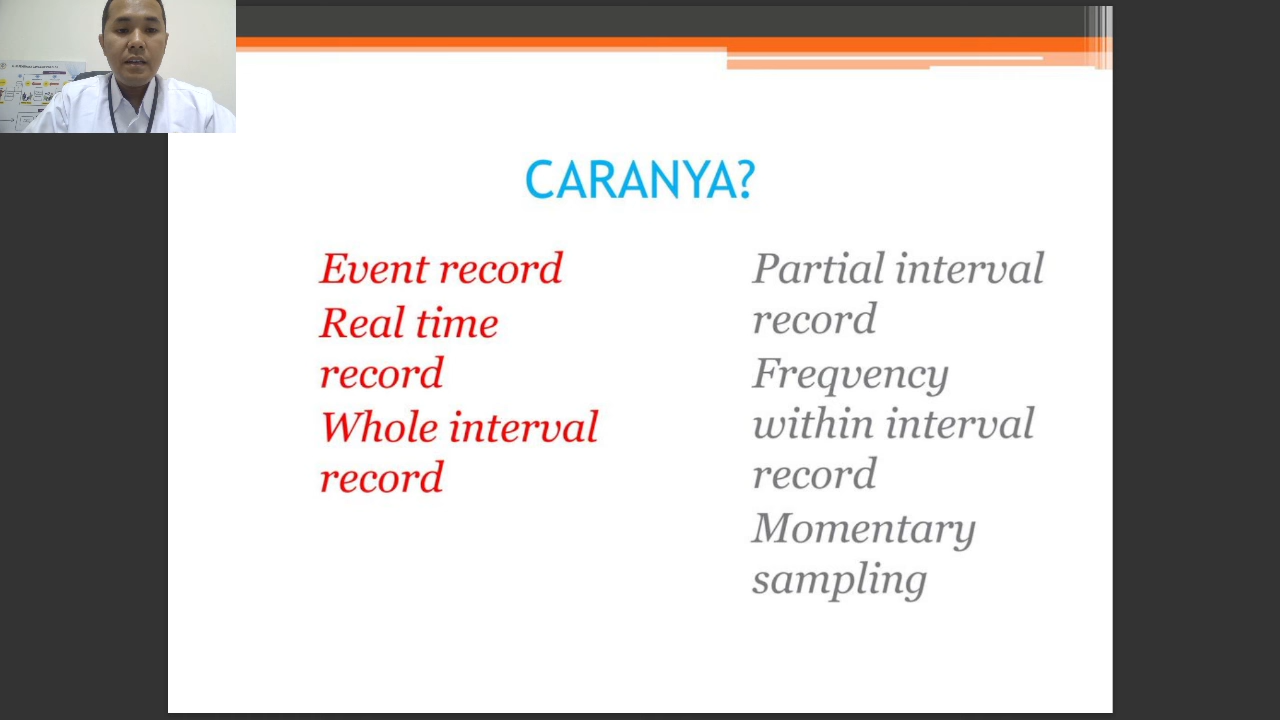 CARANYA?
Event record
Real time
record
Whole interval
record
Partial interval
record
Freqvency
within interval
record
Momentary
sampling